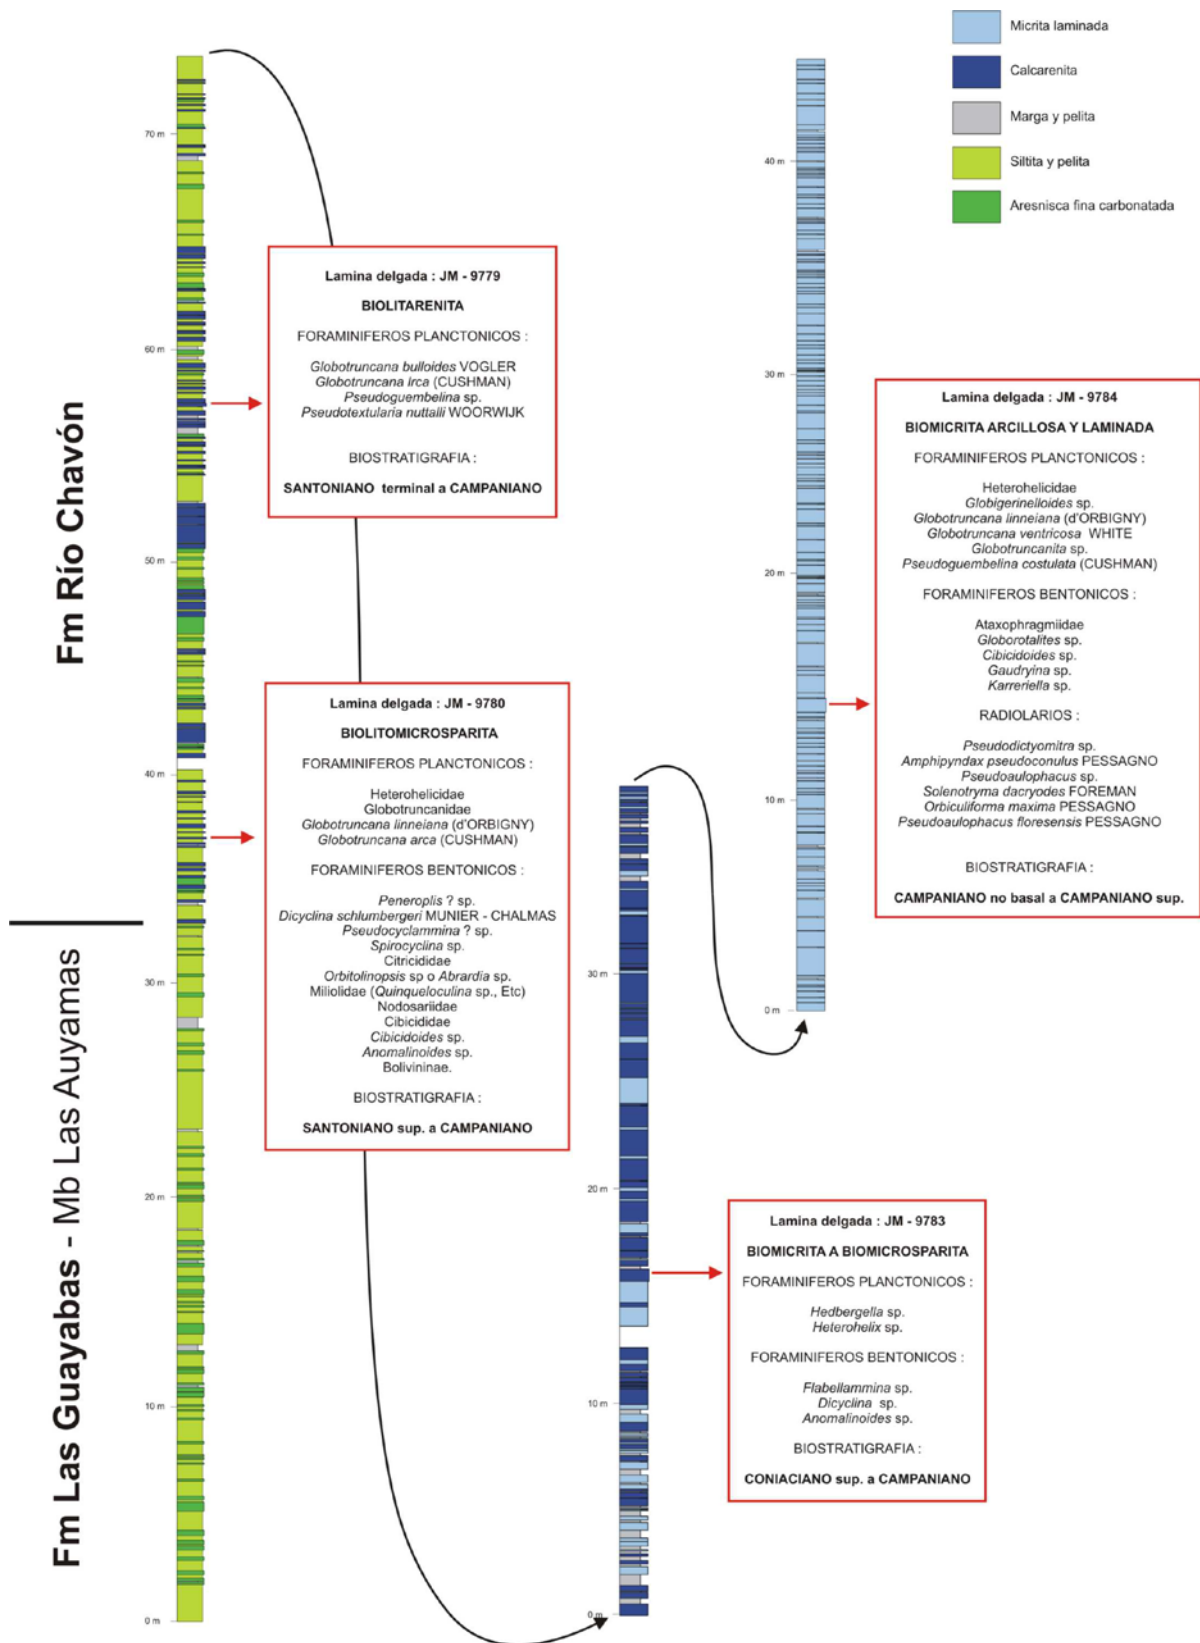 Micrita laminada
Calcarenita
Marga y pelita
Siltita y pelita
Aresnisca fina carbonatada
Fm Río Chavón
Fm Las Guayabas - Mb Las Auyamas
70 m
60 m
50 m
40 m
30 m
20 m
10 m
0 m
Lamina delgada : JM - 9779
BIOLITARENITA
FORAMINIFEROS PLANCTONICOS :
Globotruncana bulloides VOGLER
Globotruncana Irca (CUSHMAN)
Pseudoguembelina sp.
Pseudotextularia nuttalli WOORWIJK
BIOSTRATIGRAFIA :
SANTONIANO terminal a CAMPANIANO
Lamina delgada : JM - 9780
BIOLITOMICROSPARITA
FORAMINIFEROS PLANCTONICOS :
Heterohelicidae
Globotruncanidae
Globotruncana linneiana (d'ORBIGNY)
Globotruncana arca (CUSHMAN)
FORAMINIFEROS BENTONICOS :
Peneroplis ? sp.
Dicyclina schlumbergeri MUNIER - CHALMAS
Pseudocyclammina ? sp.
Spirocyclina sp.
Citricididae
Orbitolinopsis sp o Abrardia sp.
Miliolidae (Quinqueloculina sp., Etc)
Nodosariidae
Cibicididae
Cibicidoides sp.
Anomalinoides sp.
Bolivininae.
BIOSTRATIGRAFIA :
SANTONIANO sup. a CAMPANIANO
30 m
20 m
10 m
0 m
Lamina delgada : JM - 9783
BIOMICRITA A BIOMICROSPARITA
FORAMINIFEROS PLANCTONICOS :
Hedbergella sp.
Heterohelix sp.
FORAMINIFEROS BENTONICOS :
Flabellammina sp.
Dicyclina sp.
Anomalinoides sp.
BIOSTRATIGRAFIA :
CONIACIANO sup. a CAMPANIANO
40 m
30 m
20 m
10 m
0 m
Lamina delgada : JM - 9784
BIOMICRITA ARCILLOSA Y LAMINADA
FORAMINIFEROS PLANCTONICOS :
Heterohelicidae
Globigerinelloides sp.
Globotruncana linneiana (d'ORBIGNY)
Globotruncana ventricosa WHITE
Globotruncanita sp.
Pseudoguembelina costulata (CUSHMAN)
FORAMINIFEROS BENTONICOS :
Ataxophragmiidae
Globorotalites sp.
Cibicidoides sp.
Gaudryina sp.
Karreriella sp.
RADIOLARIOS :
Pseudodictyomitra sp.
Amphipyndax pseudoconulus PESSAGNO
Pseudoaulophacus sp.
Solenotryma dacryodes FOREMAN
Orbiculiforma maxima PESSAGNO
Pseudoaulophacus floresensis PESSAGNO
BIOSTRATIGRAFIA :
CAMPANIANO no basal a CAMPANIANO sup.